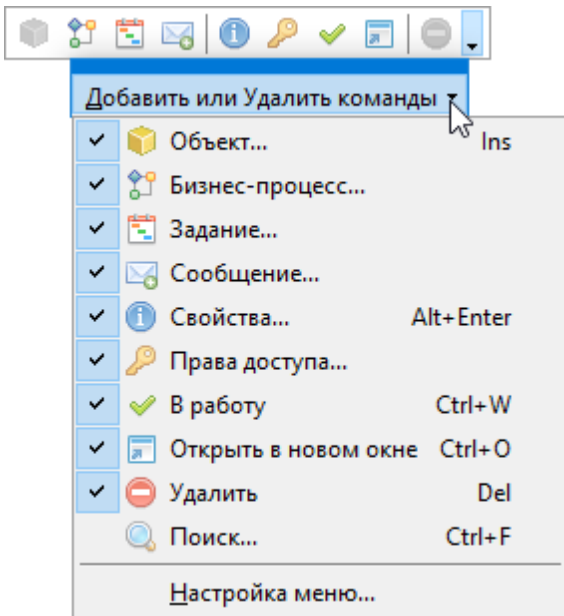 Добавить или Удалить команды
Объект... Ins
Бизнес-процесс...
Задание...
Сообщение...
Свойства... Alt+Enter
Права доступа...
В работу Ctrl+W
Открыть в новом окне Ctrl+O
Удалить Del
Поиск... Ctrl+F
Настройка меню...